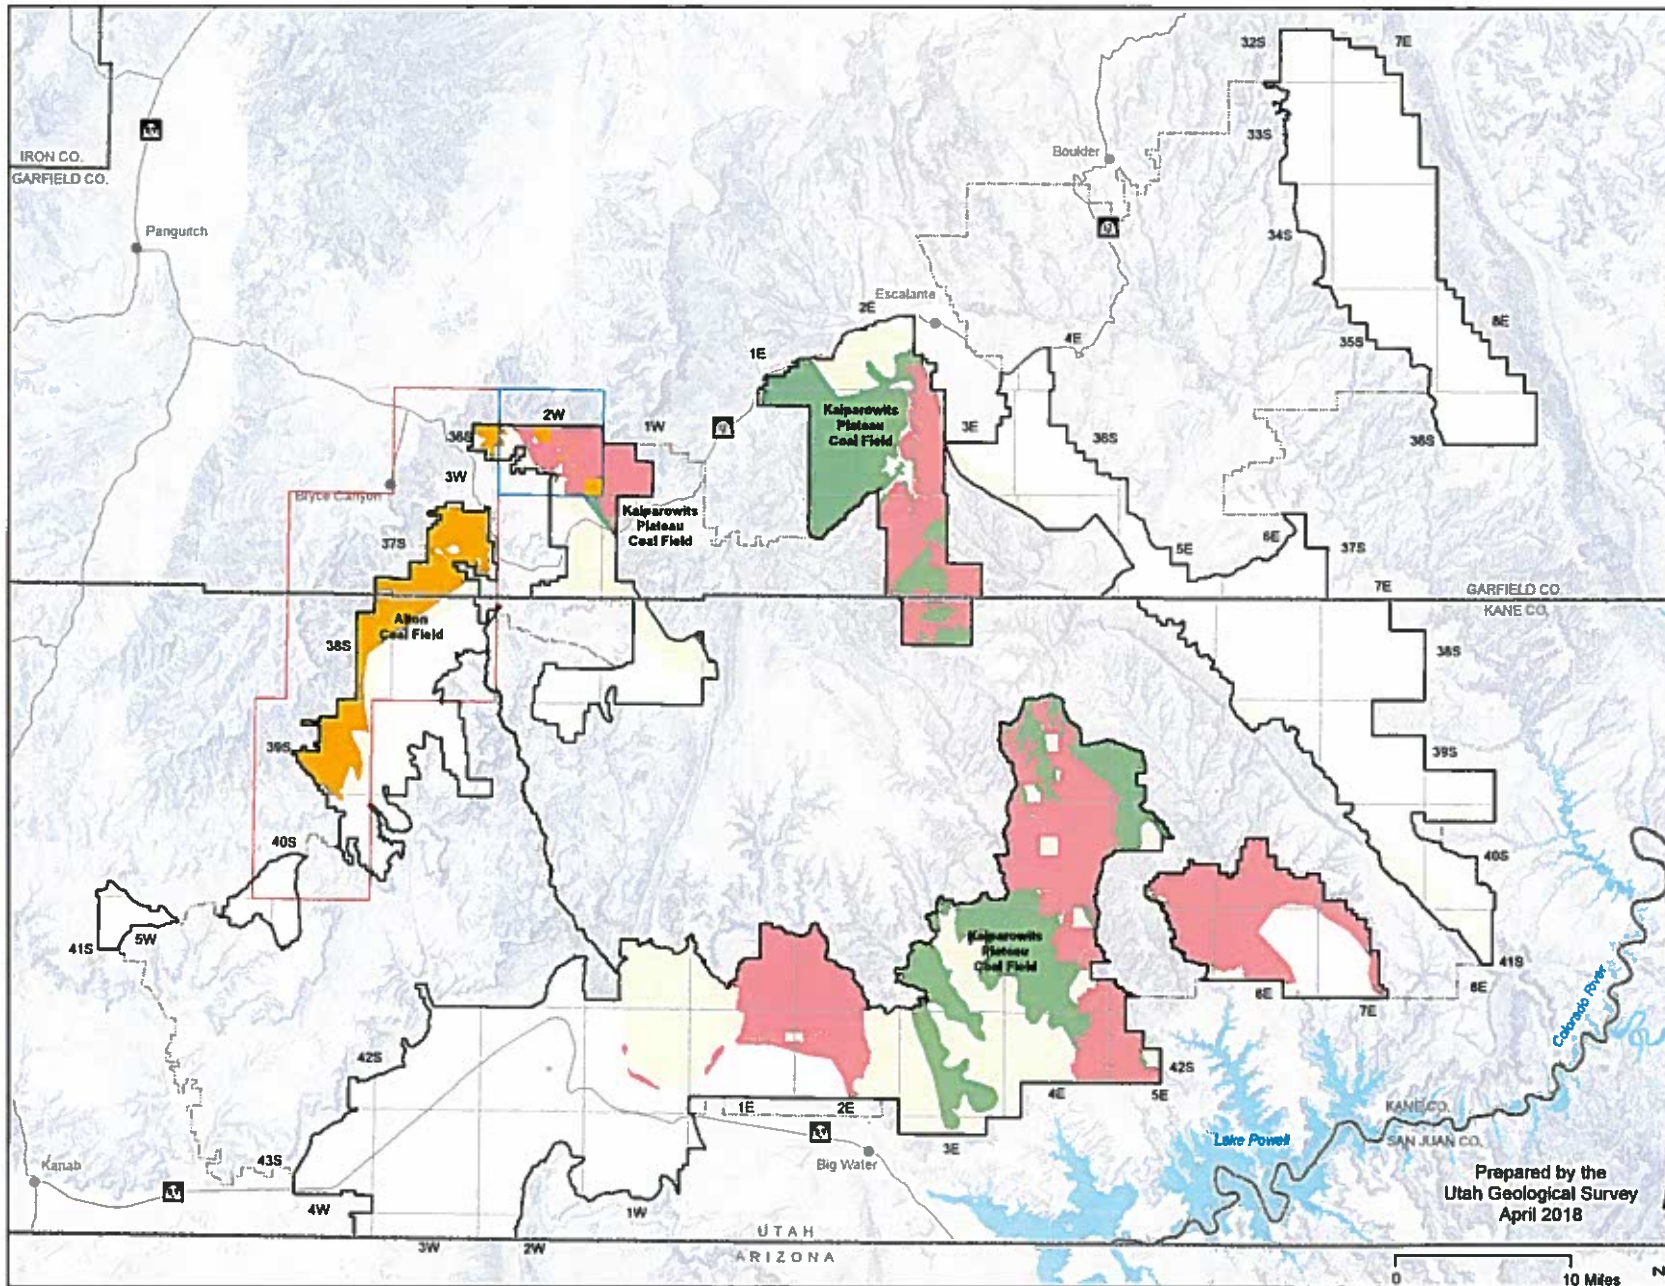 32S
7E
33S
IRON CO.
GARFIELD CO.
Boulder
Panguitch
34S
Escalante
2E
8E
4E
35S
1E
2W
Kaiparowits
Plateau
Coal Field
36S
1W
3E
36S
36S
3W
Bryce Canyon
Kaiparowits
Plateau
Coal Field
37S
5E
6E
37S
7E
GARFIELD CO
KANE CO.
Alton
Coal Field
38S
38S
39S
39S
40S
40S
Kaiparowits
Plateau
Coal Field
41S
5W
41S
6E
7E
8E
Colorado River
42S
42S
4E
5E
1E
2E
KANE CO.
SAN JUAN CO.
Lake Powell
3E
Big Water
43S
Kanab
Prepared by the
Utah Geological Survey
April 2018
4W
1W
UTAH
ARIZONA
3W
2W
0
10 Miles
N